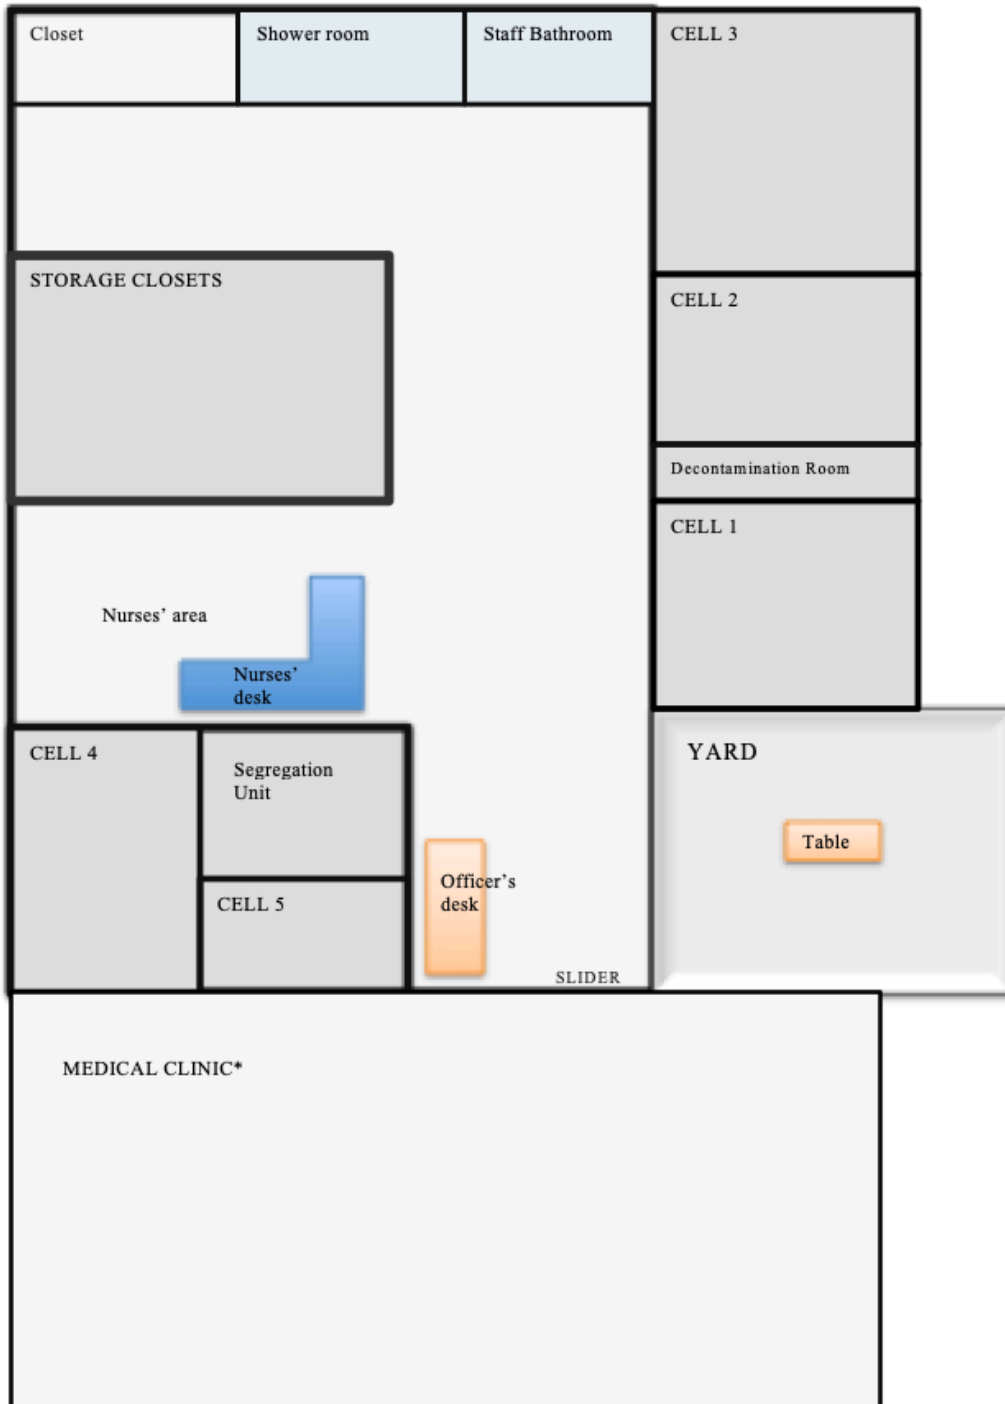 Closet
Shower room
Staff Bathroom
CELL 3
STORAGE CLOSETS
CELL 2
Decontamination Room
CELL 1
Nurses’ area
Nurses’
desk
CELL 4
Segregation
Unit
YARD
Table
Officer’s
desk
CELL 5
SLIDER
MEDICAL CLINIC*